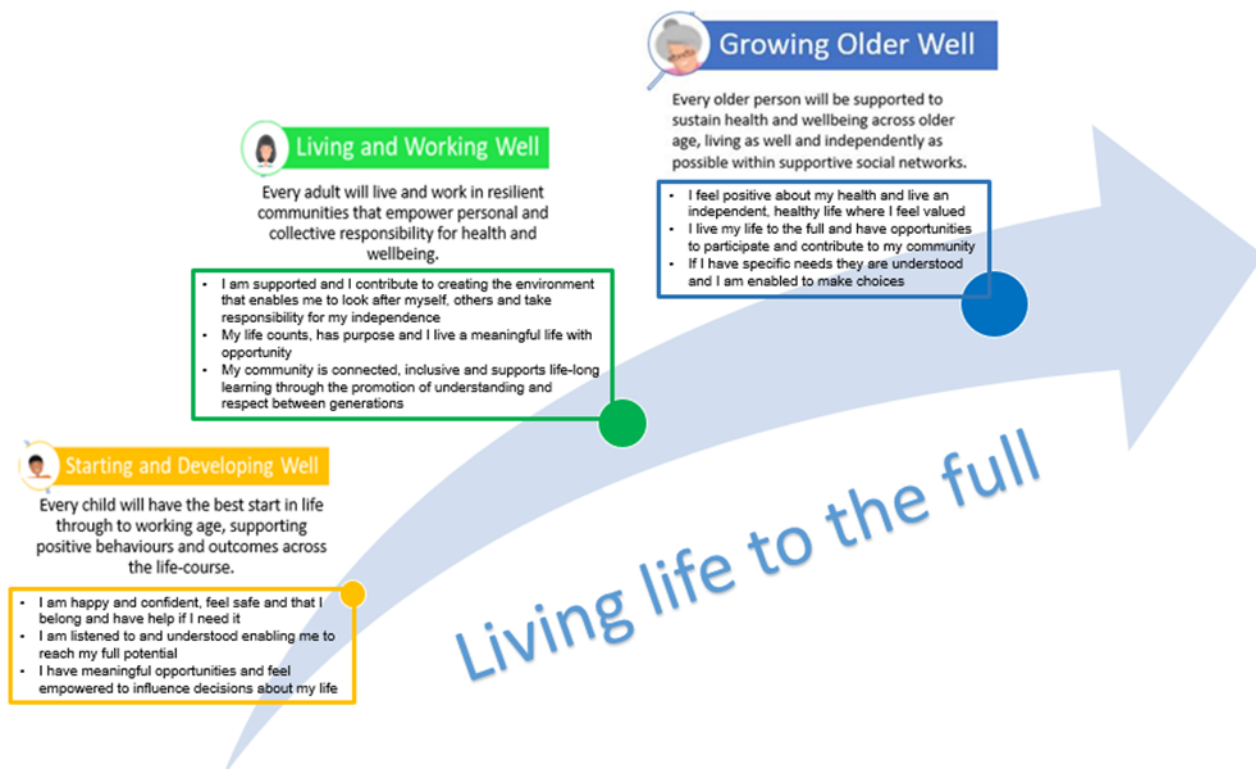 Growing Older Well
Every older person will be supported to
sustain health and wellbeing across older
age, living as well and independently as
possible within supportive social networks.
• I feel positive about my health and live an
independent, healthy life where I feel valued
• I live my life to the full and have opportunities
to participate and contribute to my community
• If I have specific needs they are understood
and I am enabled to make choices
Living and Working Well
Every adult will live and work in resilient
communities that empower personal and
collective responsibility for health and
wellbeing.
• I am supported and I contribute to creating the environment
that enables me to look after myself, others and take
responsibility for my independence
• My life counts, has purpose and I live a meaningful life with
opportunity
• My community is connected, inclusive and supports life-long
learning through the promotion of understanding and
respect between generations
Starting and Developing Well
Every child will have the best start in life
through to working age, supporting
positive behaviours and outcomes across
the life-course.
• I am happy and confident, feel safe and that I
belong and have help if I need it
• I am listened to and understood enabling me to
reach my full potential
• I have meaningful opportunities and feel
empowered to influence decisions about my life
Living life to the full